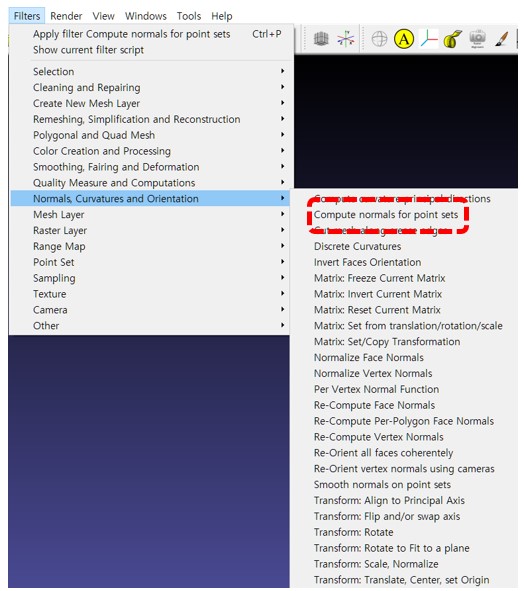 Filters Render View Windows Tools Help
Apply filter Compute normals for point sets Ctrl+P
Show current filter script
Selection
Cleaning and Repairing
Create New Mesh Layer
Remeshing, Simplification and Reconstruction
Polygonal and Quad Mesh
Color Creation and Processing
Smoothing, Fairing and Deformation
Quality Measure and Computations
Normals, Curvatures and Orientation
Mesh Layer
Raster Layer
Range Map
Point Set
Sampling
Texture
Camera
Other
A
Compute curvature principal directions
Compute normals for point sets
Cut mesh along crease edges
Discrete Curvatures
Invert Faces Orientation
Matrix: Freeze Current Matrix
Matrix: Invert Current Matrix
Matrix: Reset Current Matrix
Matrix: Set from translation/rotation/scale
Matrix: Set/Copy Transformation
Normalize Face Normals
Normalize Vertex Normals
Per Vertex Normal Function
Re-Compute Face Normals
Re-Compute Per-Polygon Face Normals
Re-Compute Vertex Normals
Re-Orient all faces coherently
Re-Orient vertex normals using cameras
Smooth normals on point sets
Transform: Align to Principal Axis
Transform: Flip and/or swap axis
Transform: Rotate
Transform: Rotate to Fit to a plane
Transform: Scale, Normalize
Transform: Translate, Center, set Origin